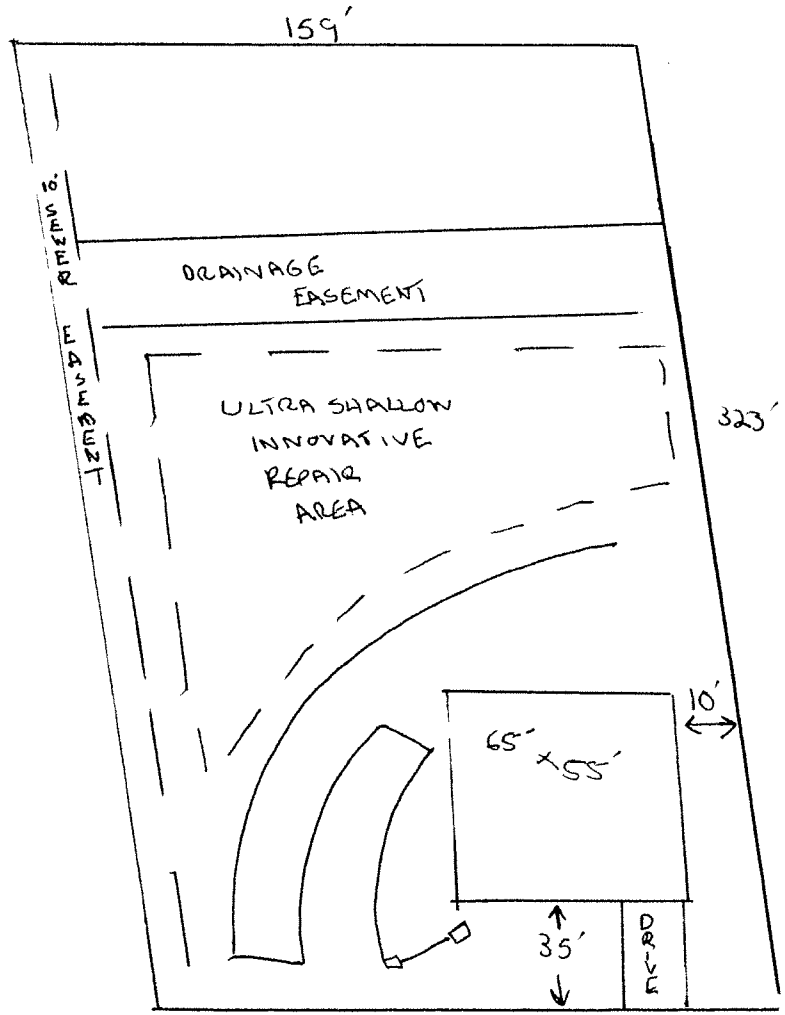 159'
10' SEWER EASEMENT
DRAINAGE
EASEMENT
ULTRA SHALLOW
INNOVATIVE
REPAIR
AREA
323'
10'
65' x 55'
35'
DRIVE